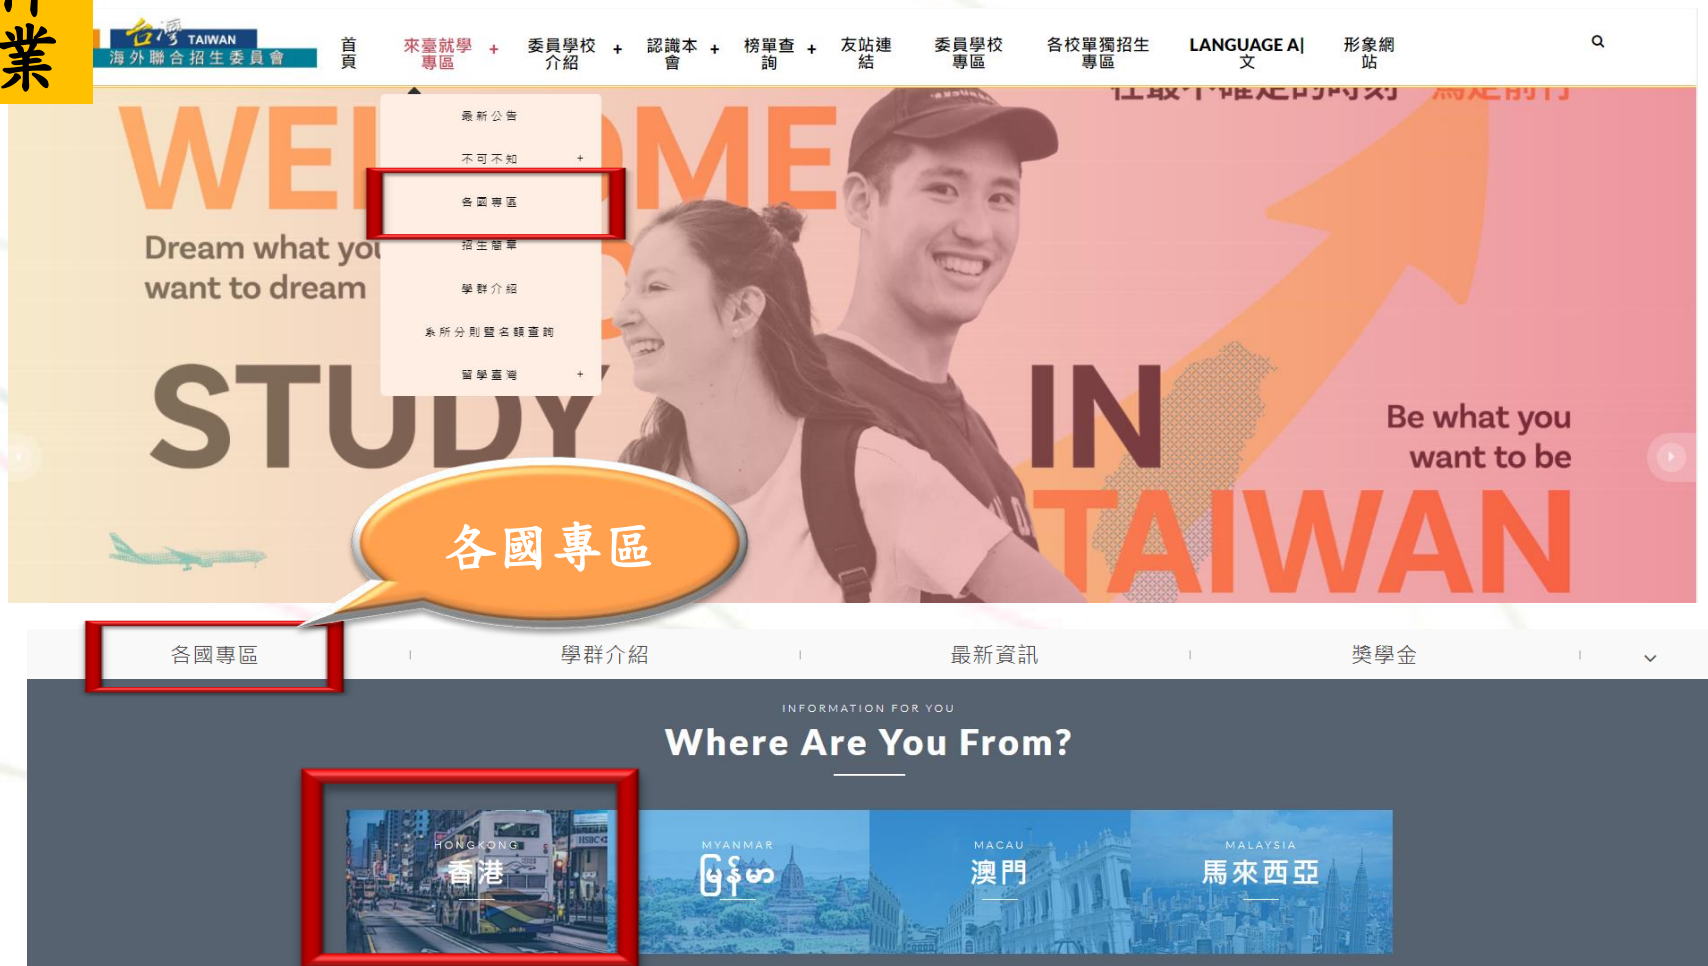 業
台灣 TAIWAN
海外聯合招生委員會
首頁
來臺就學專區 +
委員學校介紹 +
認識本會 +
榜單查詢 +
友站連結
委員學校專區
各校單獨招生專區
LANGUAGE A|文
形象網站
最新公告
不可不知 +
各國專區
招生簡章
學群介紹
系所分則暨名額查詢
留學臺灣 +
WELCOME
Dream what you
want to dream
STUDY
IN
Be what you
want to be
TAIWAN
各國專區
各國專區
學群介紹
最新資訊
獎學金
INFORMATION FOR YOU
Where Are You From?
HONGKONG
香港
HSBC
MYANMAR
မြန်မာ
MACAU
澳門
MALAYSIA
馬來西亞